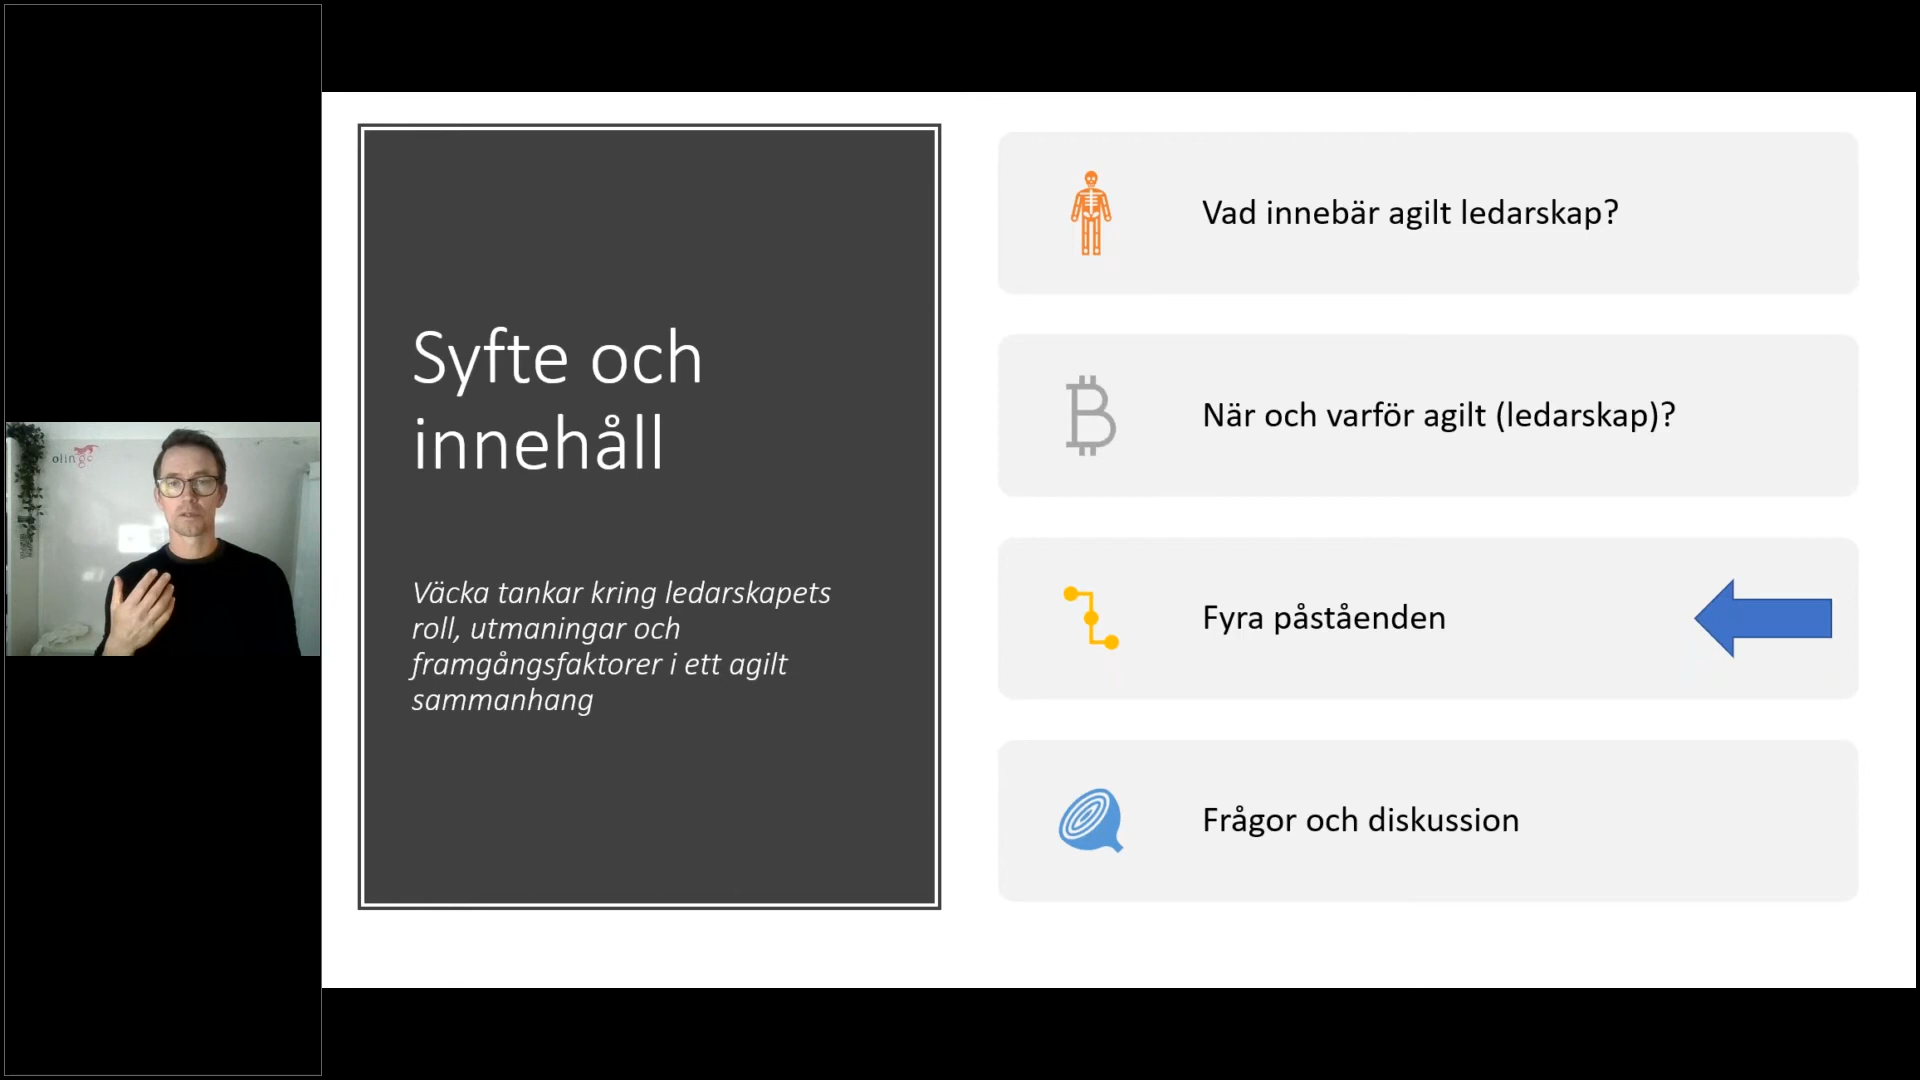 olingo
Syfte och
innehåll
Väcka tankar kring ledarskapets
roll, utmaningar och
framgångsfaktorer i ett agilt
sammanhang
Vad innebär agilt ledarskap?
När och varför agilt (ledarskap)?
Fyra påståenden
Frågor och diskussion